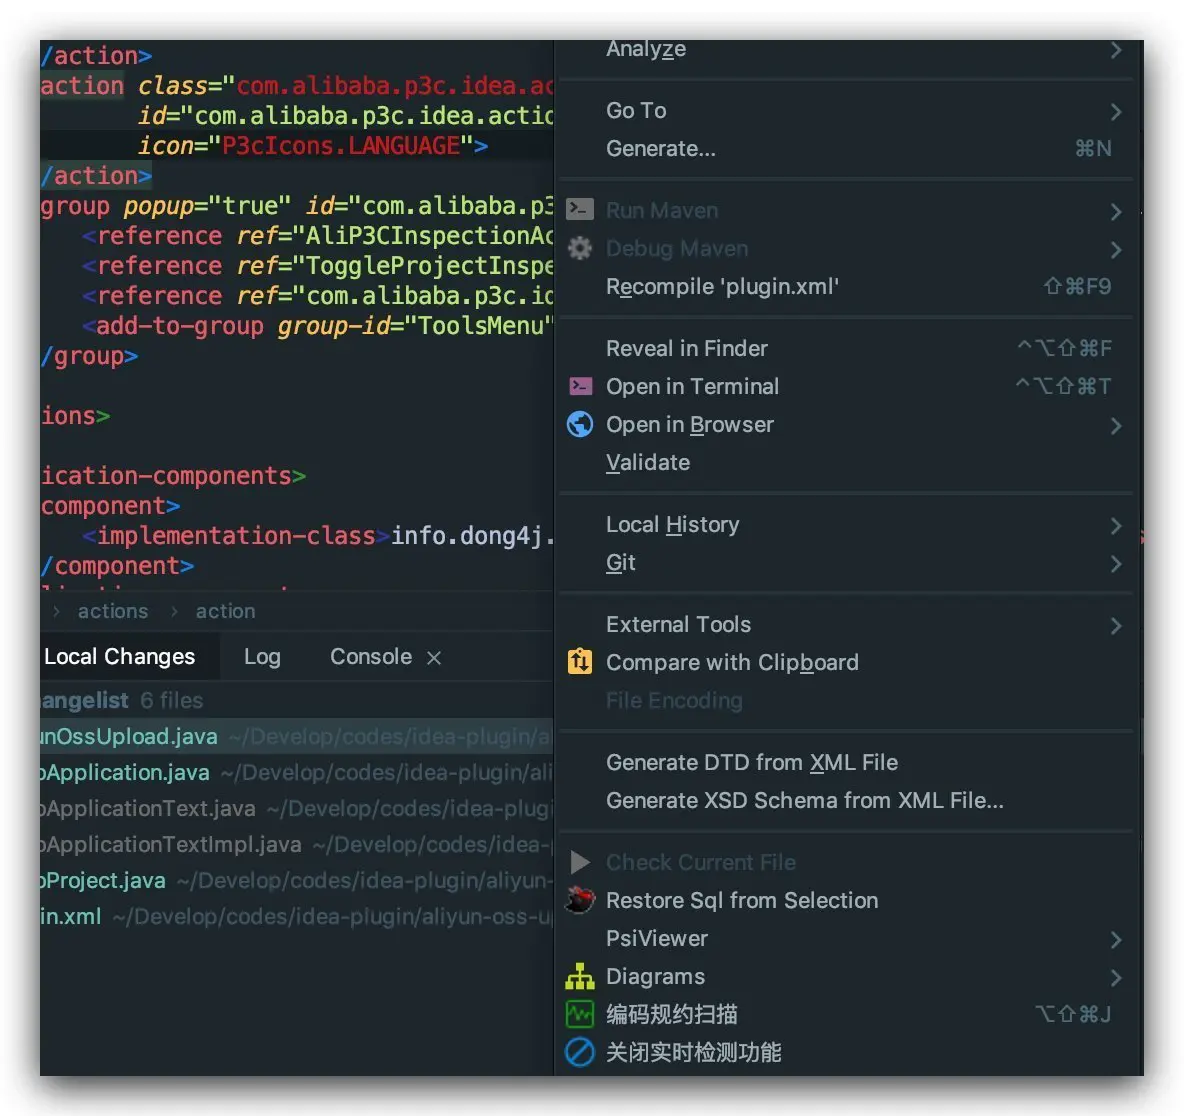 /action>
action class="com.alibaba.p3c.idea.ac
id="com.alibaba.p3c.idea.actio
icon="P3cIcons.LANGUAGE">
/action>
group popup="true" id="com.alibaba.p3
<reference ref="AliP3CInspectionAc
<reference ref="ToggleProjectInspe
<reference ref="com.alibaba.p3c.id
<add-to-group group-id="ToolsMenu"
/group>
ions>
ication-components>
component>
<implementation-class>info.dong4j.
/component>
actions > action
Local Changes Log Console ×
angelist 6 files
unOssUpload.java ~/Develop/codes/idea-plugin/a
Application.java ~/Develop/codes/idea-plugin/ali
ApplicationText.java ~/Develop/codes/idea-plugi
ApplicationTextImpl.java ~/Develop/codes/idea-
Project.java ~/Develop/codes/idea-plugin/aliyun-
in.xml ~/Develop/codes/idea-plugin/aliyun-oss-u
Analyze
Go To
Generate... ⌘N
Run Maven
Debug Maven
Recompile 'plugin.xml' ⇧⌘F9
Reveal in Finder ^⌥⇧⌘F
Open in Terminal ^⌥⇧⌘T
Open in Browser
Validate
Local History
Git
External Tools
Compare with Clipboard
File Encoding
Generate DTD from XML File
Generate XSD Schema from XML File...
Check Current File
Restore Sql from Selection
PsiViewer
Diagrams
编码规约扫描 ⌥⇧⌘J
关闭实时检测功能